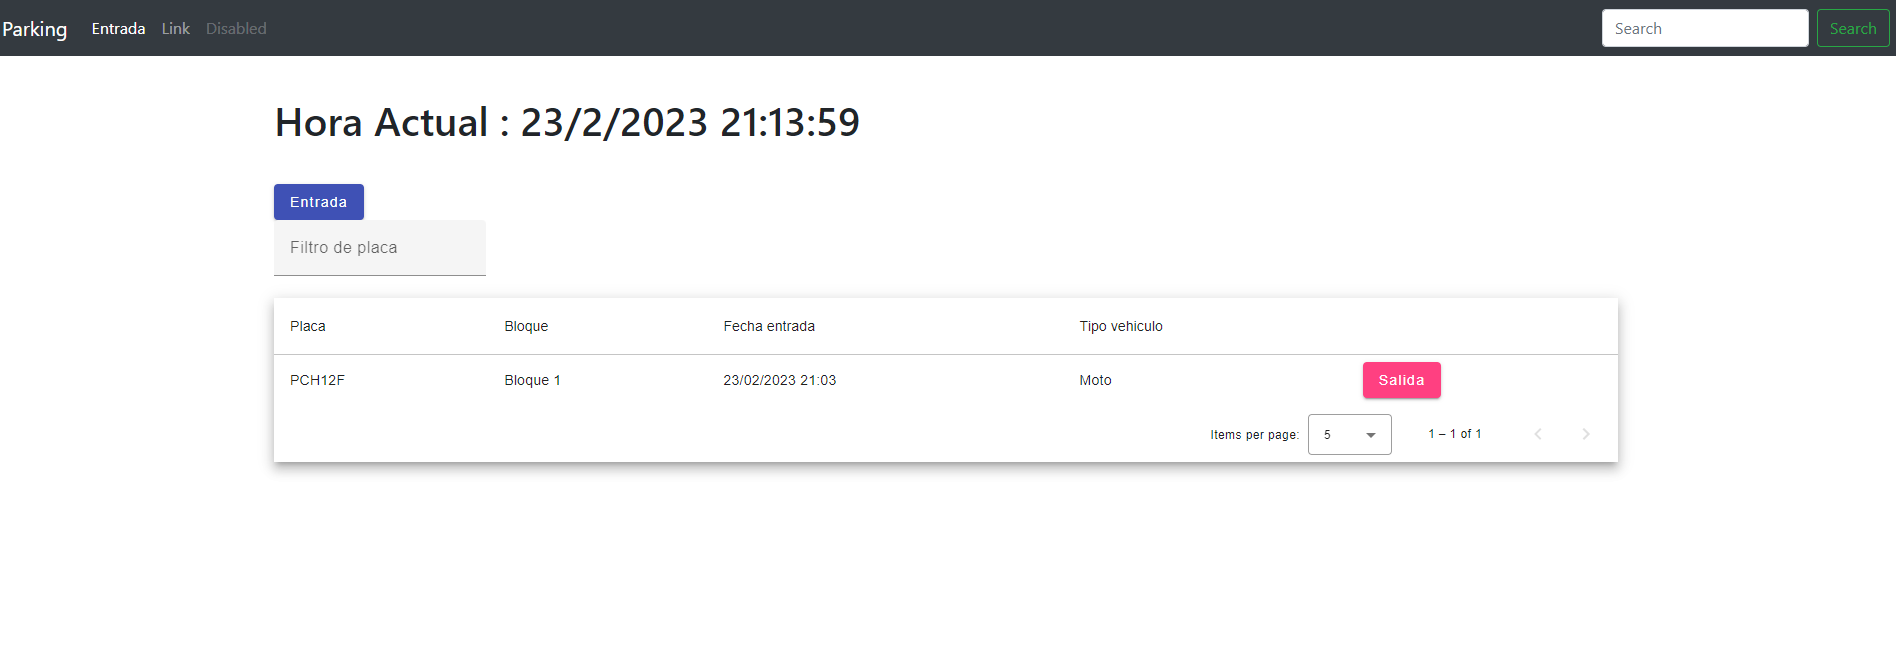 Parking Entrada Link Disabled Search Search
Hora Actual : 23/2/2023 21:13:59
Entrada
Filtro de placa
Placa Bloque Fecha entrada Tipo vehiculo
PCH12F Bloque 1 23/02/2023 21:03 Moto Salida
Items per page: 5 1 – 1 of 1